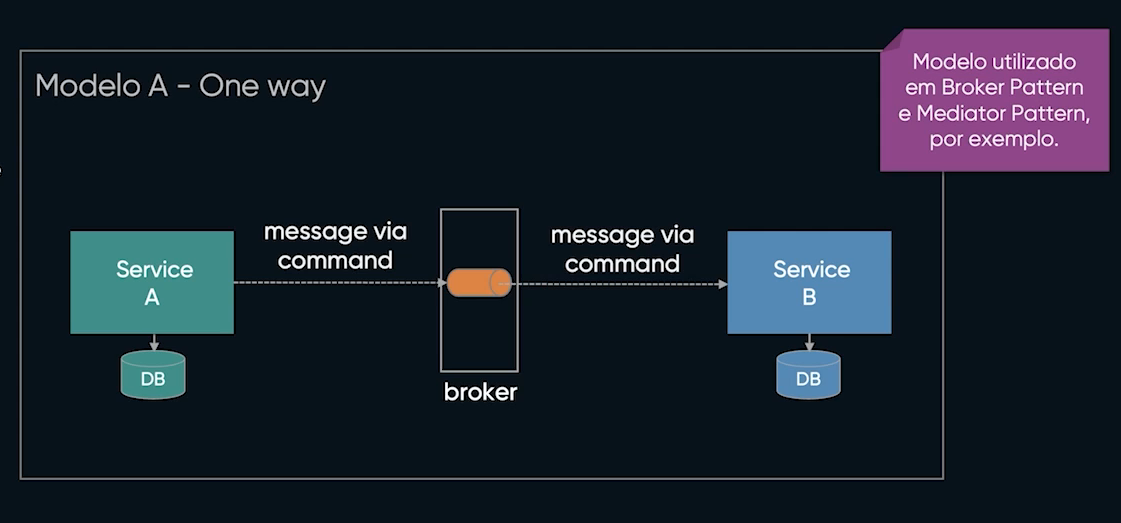 Modelo A - One way
Modelo utilizado
em Broker Pattern
e Mediator Pattern,
por exemplo.
message via
command
message via
command
Service
A
Service
B
DB
DB
broker